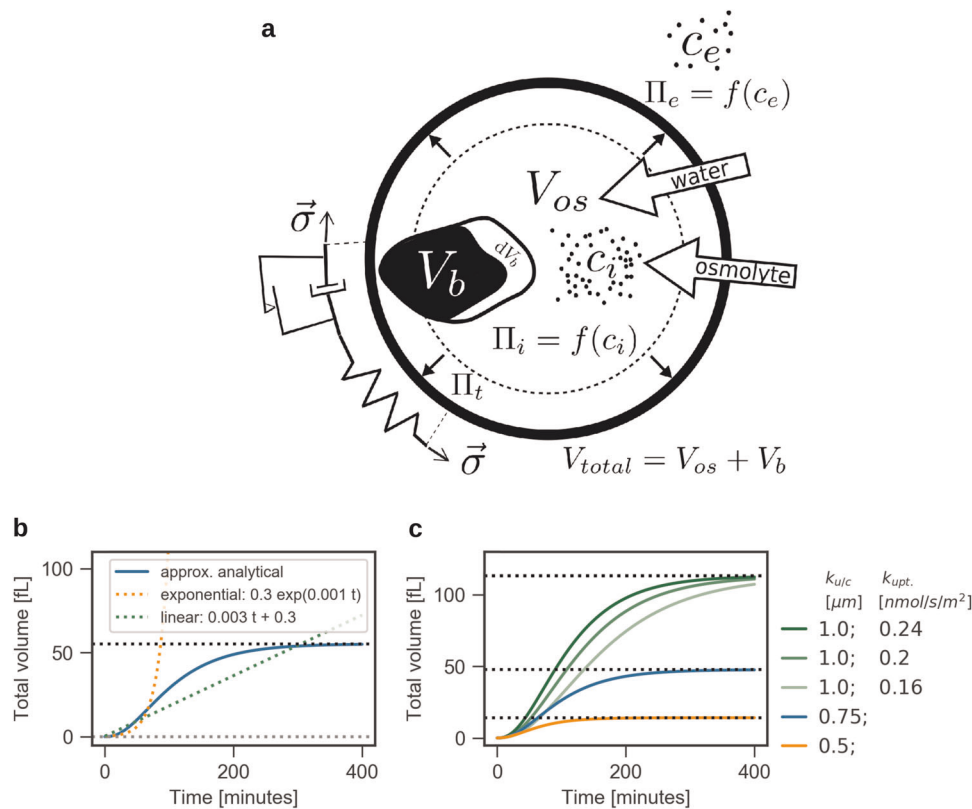 a
c_e
Π_e = f(c_e)
water
V_os
σ⃗
dV_b
V_b
c_i
osmolyte
Π_i = f(c_i)
Π_t
σ⃗
V_total = V_os + V_b
b
Total volume [fL]
100
50
0
approx. analytical
exponential: 0.3 exp(0.001 t)
linear: 0.003 t + 0.3
0
200
400
Time [minutes]
c
Total volume [fL]
100
50
0
0
200
400
Time [minutes]
k_u/c k_upt.
[μm] [nmol/s/m²]
1.0; 0.24
1.0; 0.2
1.0; 0.16
0.75;
0.5;